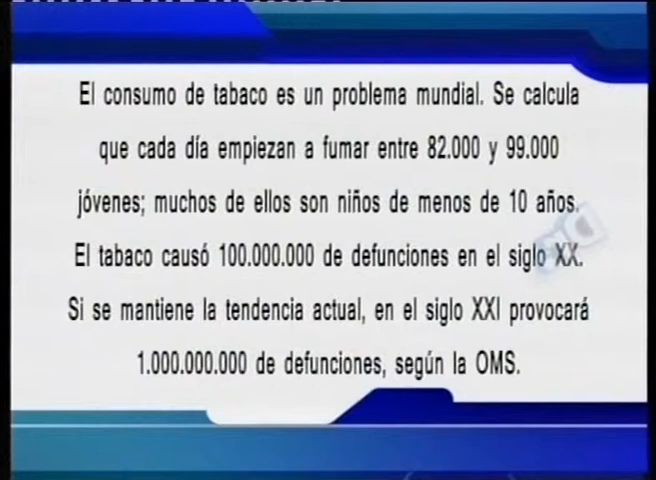 El consumo de tabaco es un problema mundial. Se calcula
que cada día empiezan a fumar entre 82.000 y 99.000
jóvenes; muchos de ellos son niños de menos de 10 años.
El tabaco causó 100.000.000 de defunciones en el siglo XX.
Si se mantiene la tendencia actual, en el siglo XXI provocará
1.000.000.000 de defunciones, según la OMS.